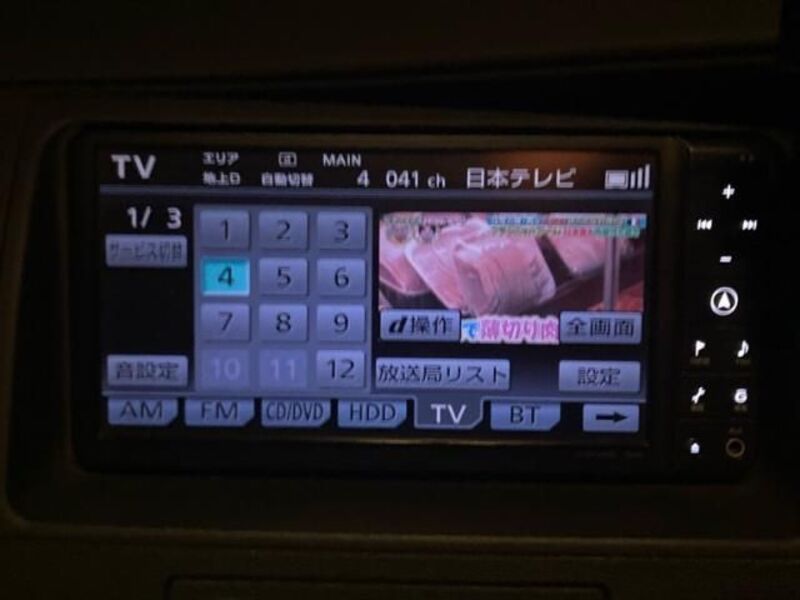 TV エリア 地上D 自動切替 MAIN 4 041 ch 日本テレビ
1/ 3
サービス切替
1 2 3
4 5 6
7 8 9
10 11 12
d操作 で薄切り肉 全画面
音設定 放送局リスト 設定
AM FM CD/DVD HDD TV BT